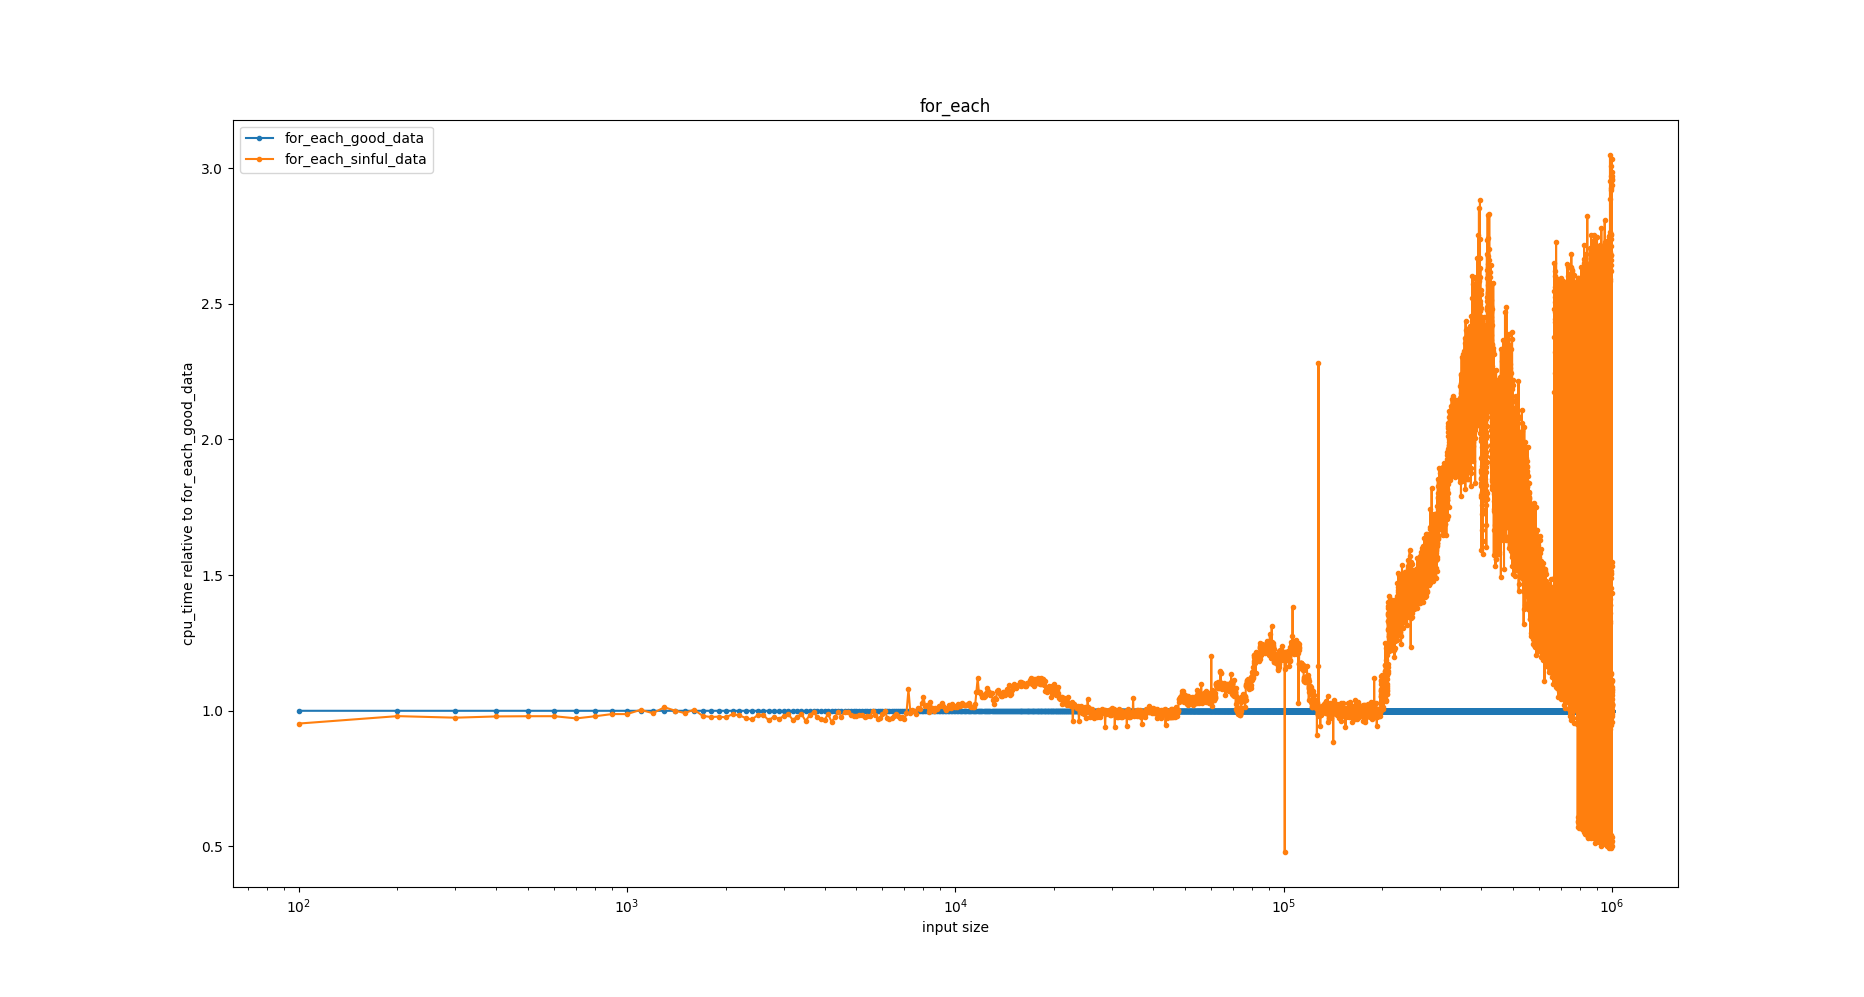 for_each
for_each_good_data
for_each_sinful_data
cpu_time relative to for_each_good_data
3.0
2.5
2.0
1.5
1.0
0.5
10² 10³ 10⁴ 10⁵ 10⁶
input size